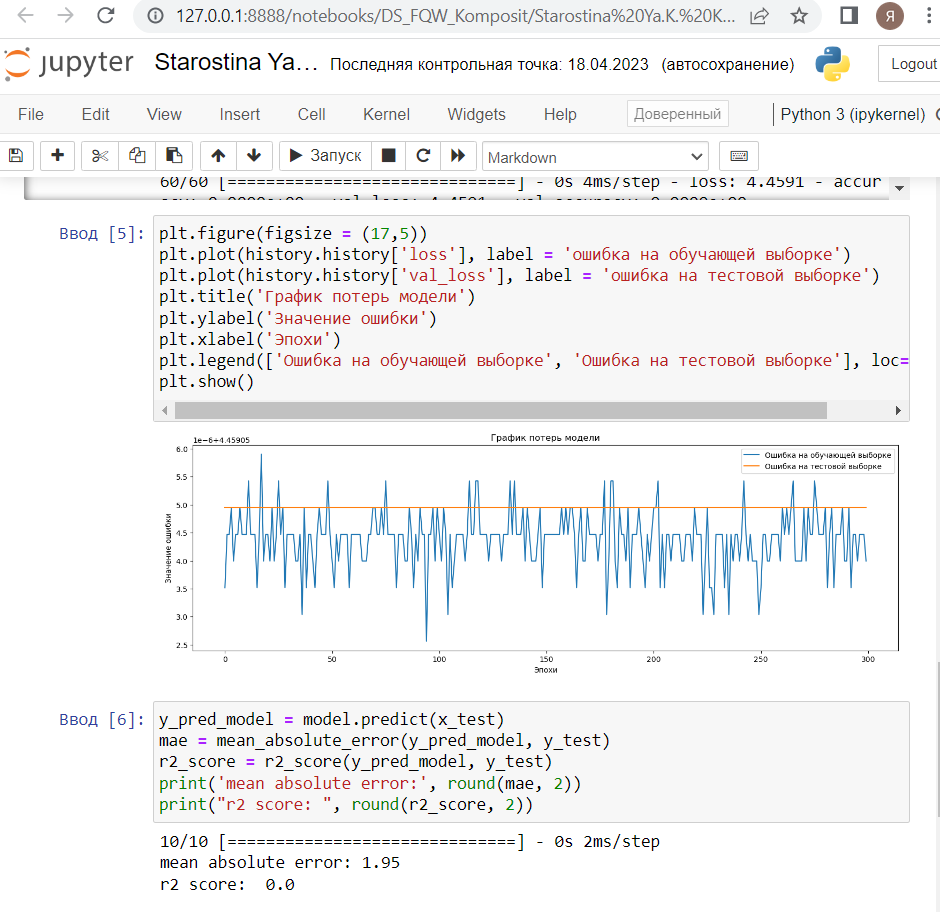 127.0.0.1:8888/notebooks/DS_FQW_Komposit/Starostina%20Ya.K.%20K...
Я
jupyter Starostina Ya... Последняя контрольная точка: 18.04.2023 (автосохранение)
Logout
File Edit View Insert Cell Kernel Widgets Help Доверенный Python 3 (ipykernel)
Запуск Markdown
60/60 [==============================] - 0s 4ms/step - loss: 4.4591 - accur
Ввод [5]: plt.figure(figsize = (17,5))
plt.plot(history.history['loss'], label = 'ошибка на обучающей выборке')
plt.plot(history.history['val_loss'], label = 'ошибка на тестовой выборке')
plt.title('График потерь модели')
plt.ylabel('Значение ошибки')
plt.xlabel('Эпохи')
plt.legend(['Ошибка на обучающей выборке', 'Ошибка на тестовой выборке'], loc=
plt.show()
1e-6+4.45905
График потерь модели
Ошибка на обучающей выборке
Ошибка на тестовой выборке
6.0
5.5
5.0
4.5
4.0
3.5
3.0
2.5
Значение ошибки
0 50 100 150 200 250 300
Эпохи
Ввод [6]: y_pred_model = model.predict(x_test)
mae = mean_absolute_error(y_pred_model, y_test)
r2_score = r2_score(y_pred_model, y_test)
print('mean absolute error:', round(mae, 2))
print("r2 score: ", round(r2_score, 2))
10/10 [==============================] - 0s 2ms/step
mean absolute error: 1.95
r2 score:  0.0